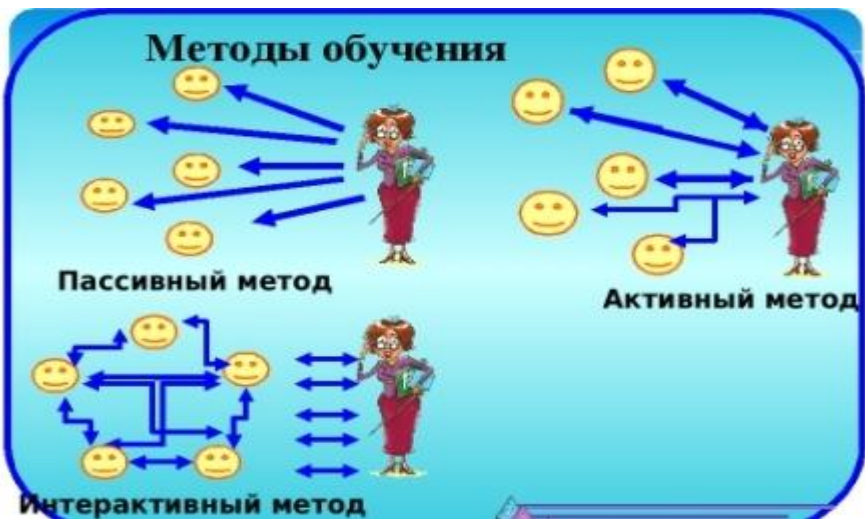 Методы обучения
Пассивный метод
Активный метод
Интерактивный метод